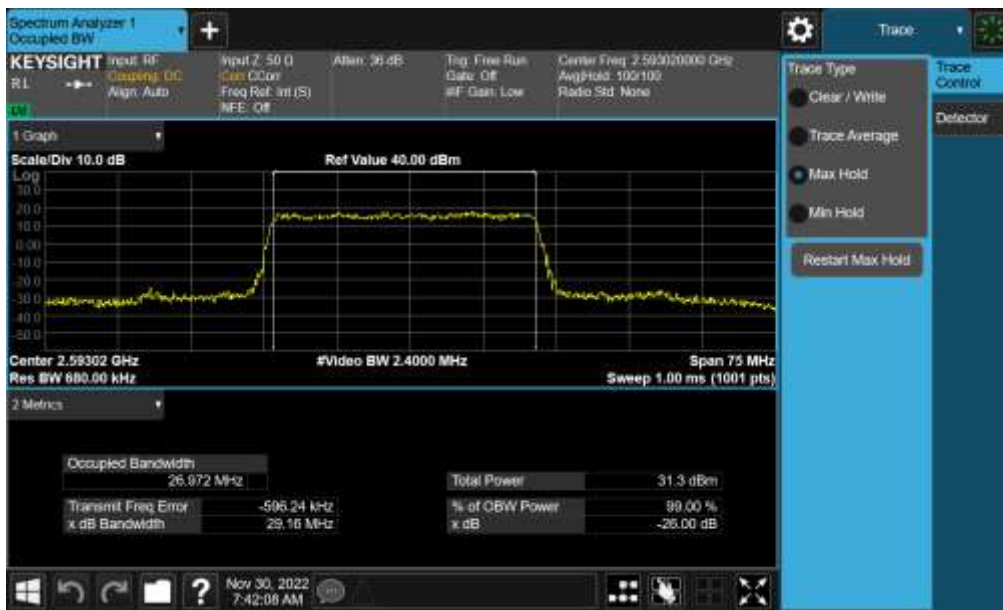 Spectrum Analyzer 1
Occupied BW
Trace
KEYSIGHT Input: RF Input Z: 50 Ω Atten: 36 dB Trig: Free Run Center Freq: 2.593020000 GHz
RL Coupling: DC Corr CCorr Gate: Off Avg|Hold: 100/100
Align: Auto Freq Ref: Int (S) #IF Gain: Low Radio Std: None
NFE: Off
Trace Type
Clear / Write
Trace Average
Max Hold
Min Hold
Restart Max Hold
Trace
Control
Detector
1 Graph
Scale/Div 10.0 dB Ref Value 40.00 dBm
Log
30.0
20.0
10.0
0.00
-10.0
-20.0
-30.0
-40.0
-50.0
Center 2.59302 GHz #Video BW 2.4000 MHz Span 75 MHz
Res BW 680.00 kHz Sweep 1.00 ms (1001 pts)
2 Metrics
Occupied Bandwidth
26.972 MHz Total Power 31.3 dBm
Transmit Freq Error -596.24 kHz % of OBW Power 99.00 %
x dB Bandwidth 29.16 MHz x dB -26.00 dB
? Nov 30, 2022
7:42:08 AM